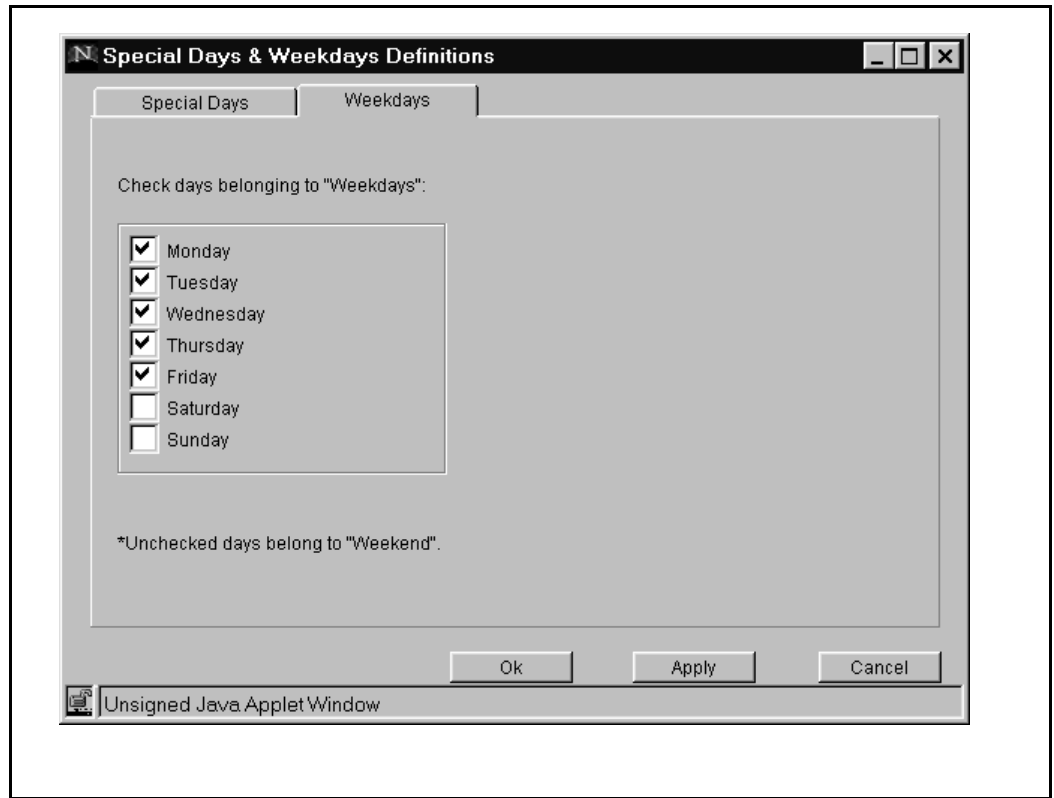 Special Days & Weekdays Definitions
Special Days
Weekdays
Check days belonging to "Weekdays":
Monday
Tuesday
Wednesday
Thursday
Friday
Saturday
Sunday
*Unchecked days belong to "Weekend".
Ok
Apply
Cancel
Unsigned Java Applet Window